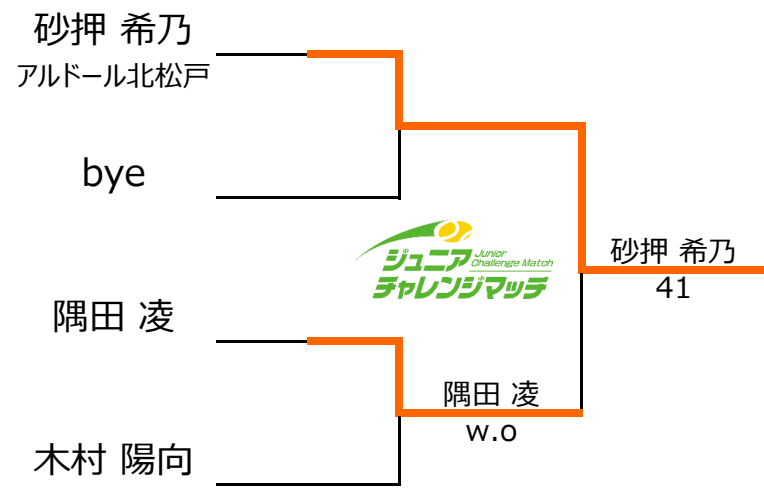 砂押 希乃
アルドール北松戸
bye
ジュニア
Junior
Challenge Match
チャレンジマッチ
砂押 希乃
41
隅田 凌
隅田 凌
w.o
木村 陽向